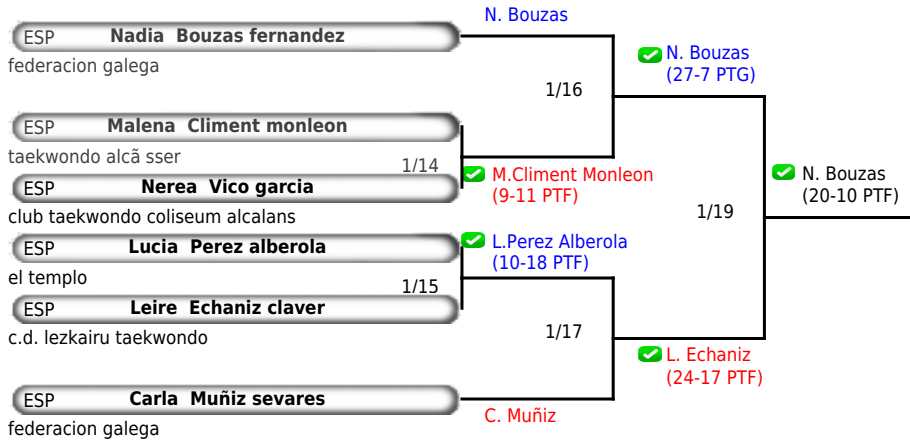 N. Bouzas
ESP Nadia Bouzas fernandez
federacion galega
N. Bouzas
(27-7 PTG)
1/16
ESP Malena Climent monleon
taekwondo alcã sser
1/14
M.Climent Monleon
(9-11 PTF)
ESP Nerea Vico garcia
club taekwondo coliseum alcalans
N. Bouzas
(20-10 PTF)
1/19
ESP Lucia Perez alberola
el templo
L.Perez Alberola
(10-18 PTF)
1/15
ESP Leire Echaniz claver
c.d. lezkairu taekwondo
1/17
L. Echaniz
(24-17 PTF)
ESP Carla Muñiz sevares
federacion galega
C. Muñiz